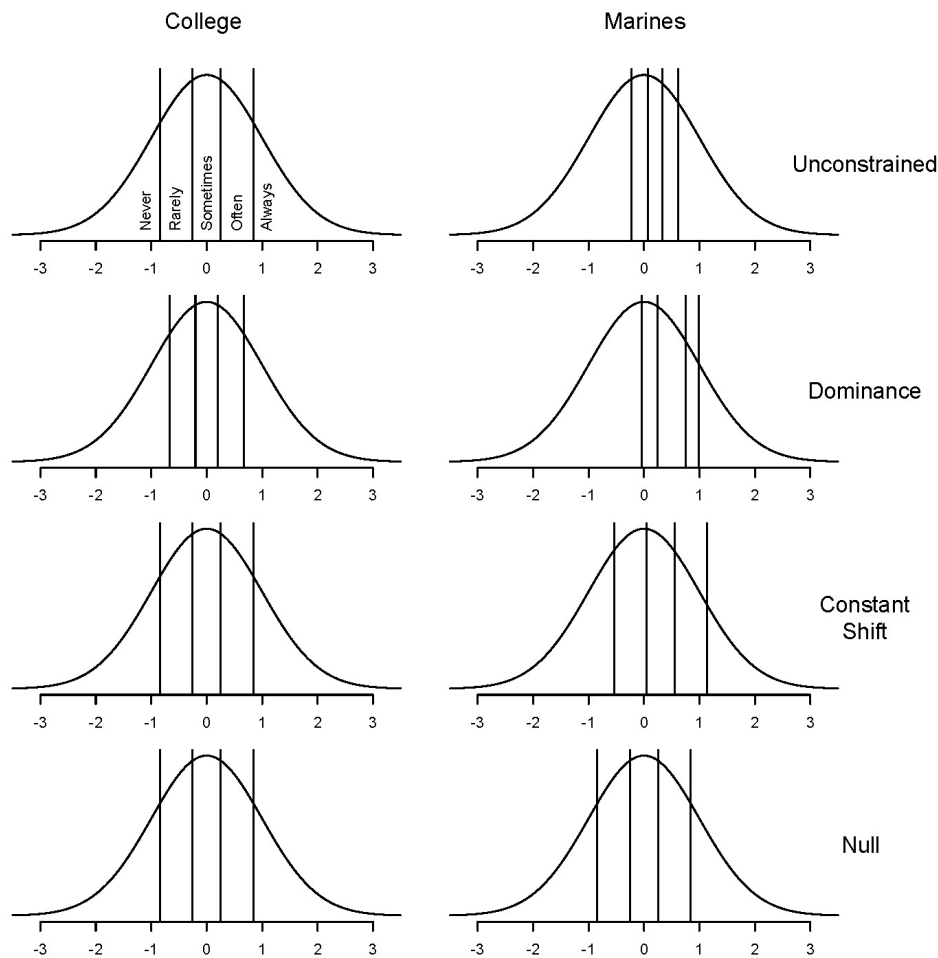 College
Marines
Never
Rarely
Sometimes
Often
Always
Unconstrained
-3 -2 -1 0 1 2 3
-3 -2 -1 0 1 2 3
Dominance
-3 -2 -1 0 1 2 3
-3 -2 -1 0 1 2 3
Constant
Shift
-3 -2 -1 0 1 2 3
-3 -2 -1 0 1 2 3
Null
-3 -2 -1 0 1 2 3
-3 -2 -1 0 1 2 3